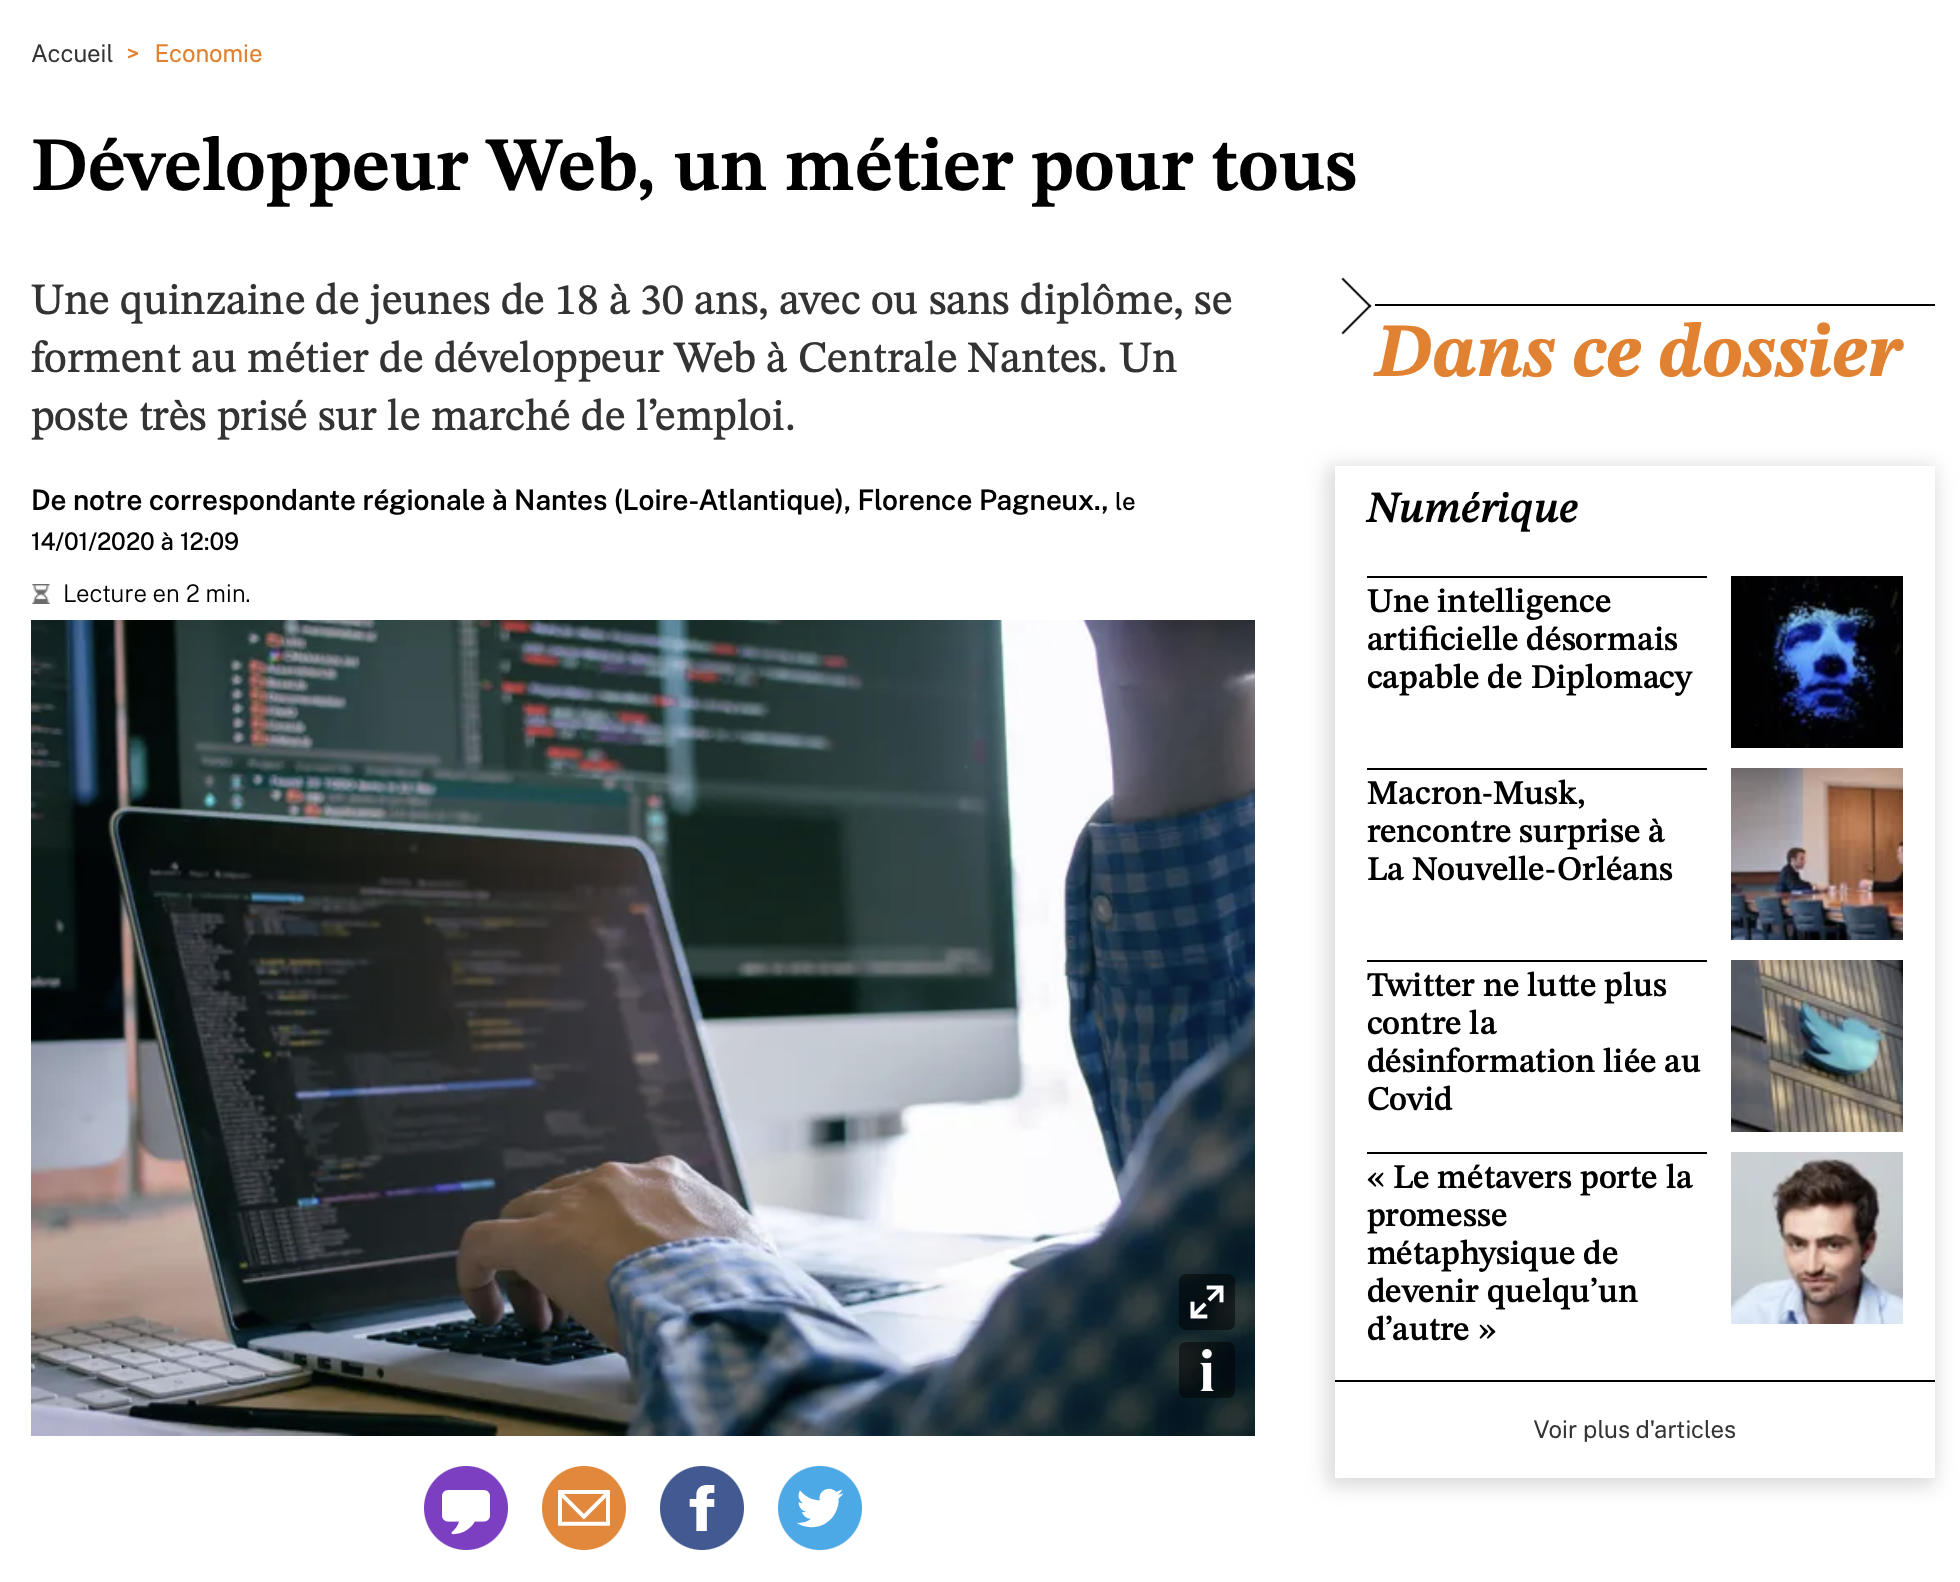 Accueil > Economie
Développeur Web, un métier pour tous
Une quinzaine de jeunes de 18 à 30 ans, avec ou sans diplôme, se
forment au métier de développeur Web à Centrale Nantes. Un
poste très prisé sur le marché de l’emploi.
De notre correspondante régionale à Nantes (Loire-Atlantique), Florence Pagneux., le
14/01/2020 à 12:09
Lecture en 2 min.
Dans ce dossier
Numérique
Une intelligence
artificielle désormais
capable de Diplomacy
Macron-Musk,
rencontre surprise à
La Nouvelle-Orléans
Twitter ne lutte plus
contre la
désinformation liée au
Covid
« Le métavers porte la
promesse
métaphysique de
devenir quelqu’un
d’autre »
Voir plus d'articles